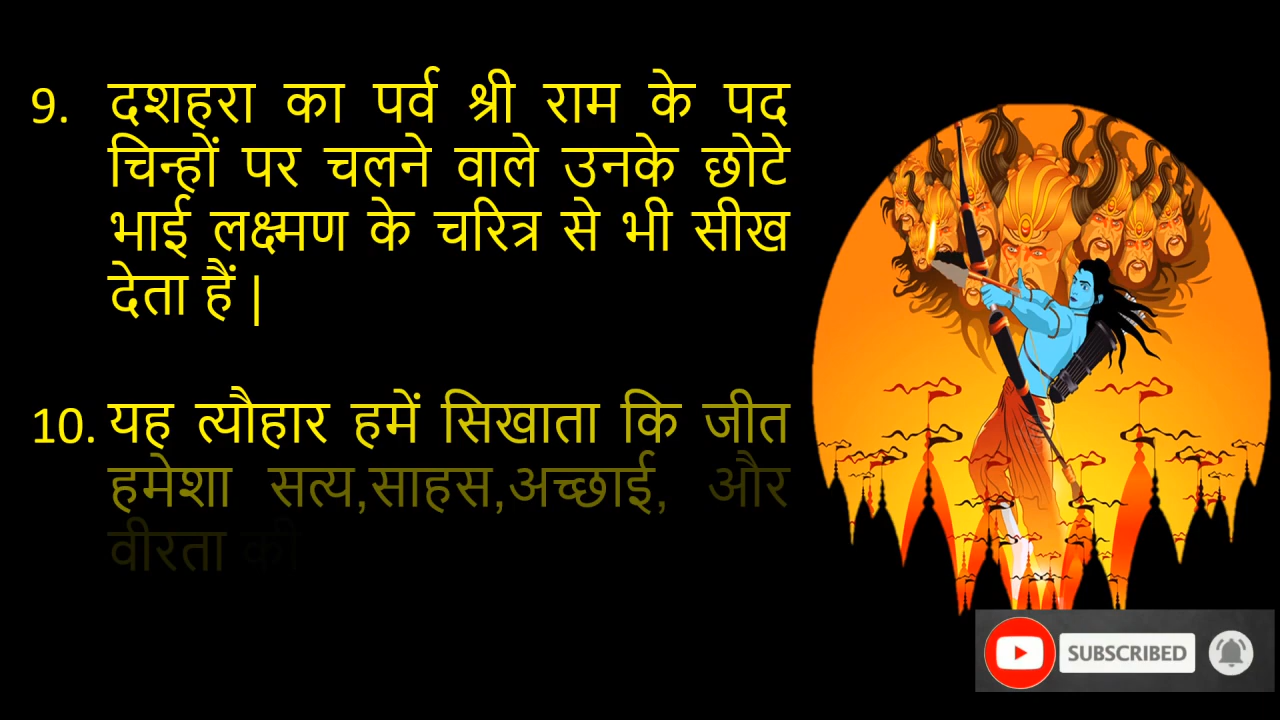 9. दशहरा का पर्व श्री राम के पद
चिन्हों पर चलने वाले उनके छोटे
भाई लक्ष्मण के चरित्र से भी सीख
देता हैं |
10. यह त्यौहार हमें सिखाता कि जीत
हमेशा सत्य,साहस,अच्छाई, और
वीरता की
SUBSCRIBED